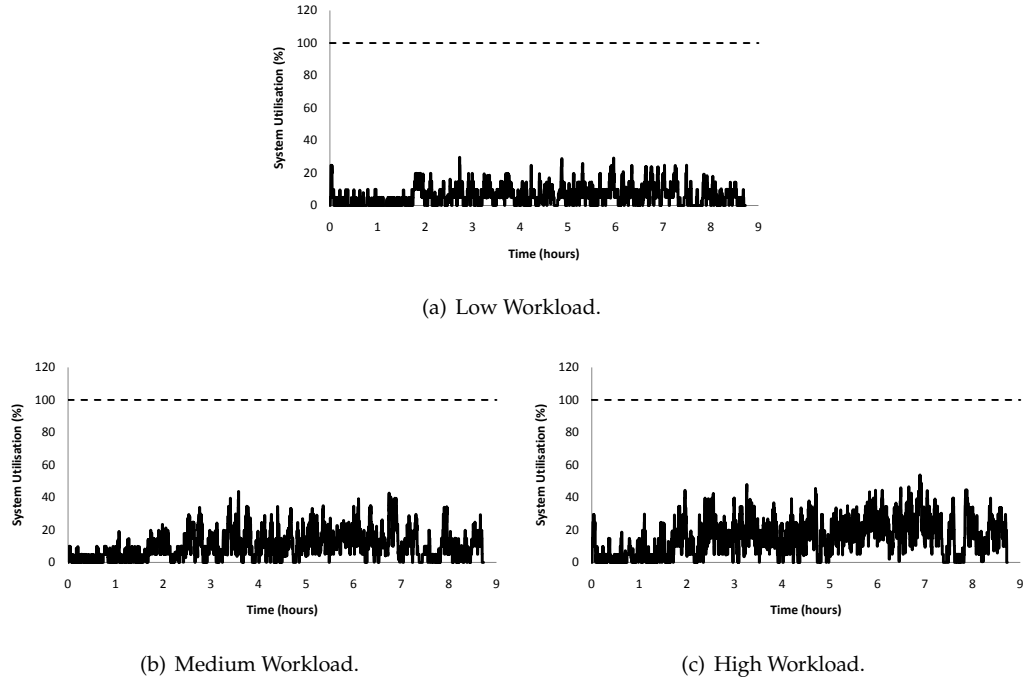 120
100
80
60
40
20
0
System Utilisation (%)
0 1 2 3 4 5 6 7 8 9
Time (hours)
(a) Low Workload.
120
100
80
60
40
20
0
System Utilisation (%)
0 1 2 3 4 5 6 7 8 9
Time (hours)
(b) Medium Workload.
120
100
80
60
40
20
0
System Utilisation (%)
0 1 2 3 4 5 6 7 8 9
Time (hours)
(c) High Workload.